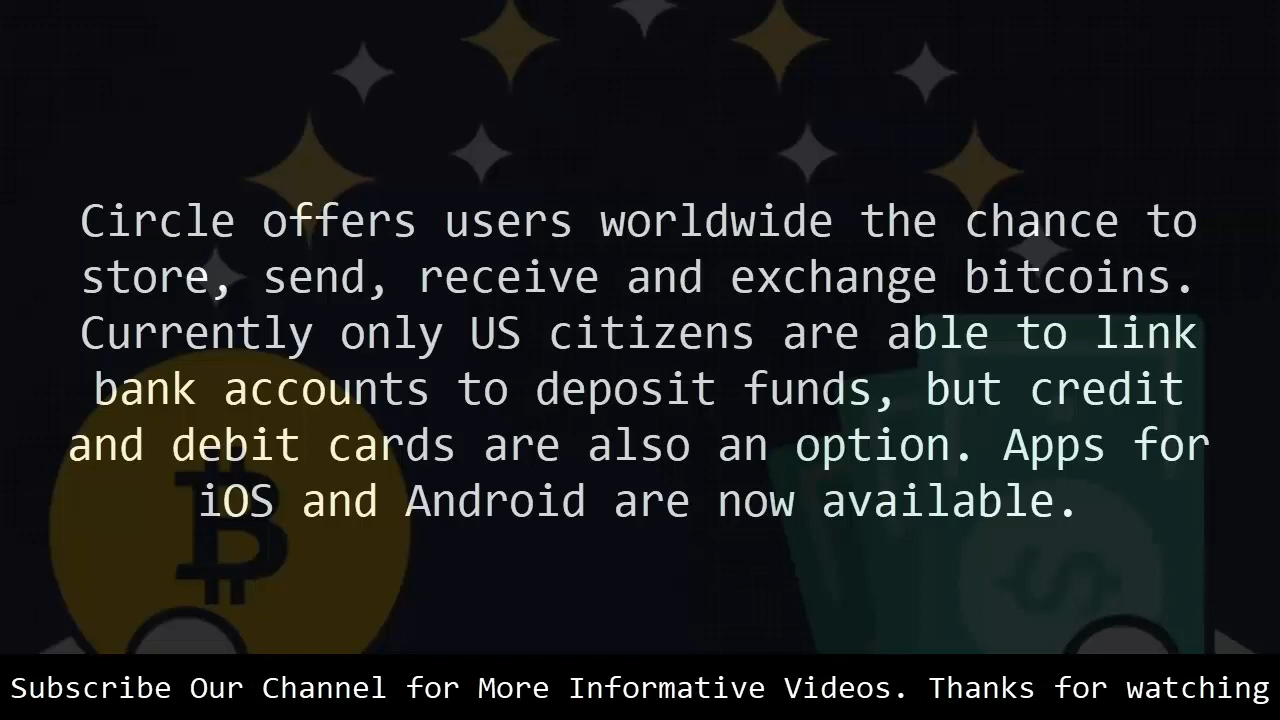 Circle offers users worldwide the chance to
store, send, receive and exchange bitcoins.
Currently only US citizens are able to link
bank accounts to deposit funds, but credit
and debit cards are also an option. Apps for
iOS and Android are now available.
Subscribe Our Channel for More Informative Videos. Thanks for watching